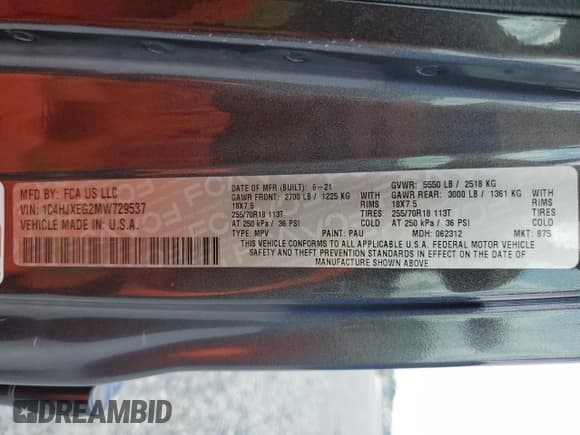 MFD BY: FCA US LLC
VIN: 1C4HJXEG2MW729537
VEHICLE MADE IN: U.S.A.
DATE OF MFR (BUILT): 6-21
GAWR FRONT: 2700 LB / 1225 KG WITH
18X7.5 RIMS
255/70R18 113T TIRES
AT 250 kPa / 36 PSI COLD
TYPE: MPV PAINT: PAU
GVWR: 5550 LB / 2518 KG
GAWR REAR: 3000 LB / 1361 KG WITH
18X7.5 RIMS
255/70R18 113T TIRES
AT 250 kPa / 36 PSI COLD
MDH: 062312 MKT: 875
THIS VEHICLE CONFORMS TO ALL APPLICABLE U.S.A. FEDERAL MOTOR VEHICLE
SAFETY AND THEFT PREVENTION STANDARDS IN EFFECT ON THE DATE OF
MANUFACTURE SHOWN ABOVE.
DREAMBID